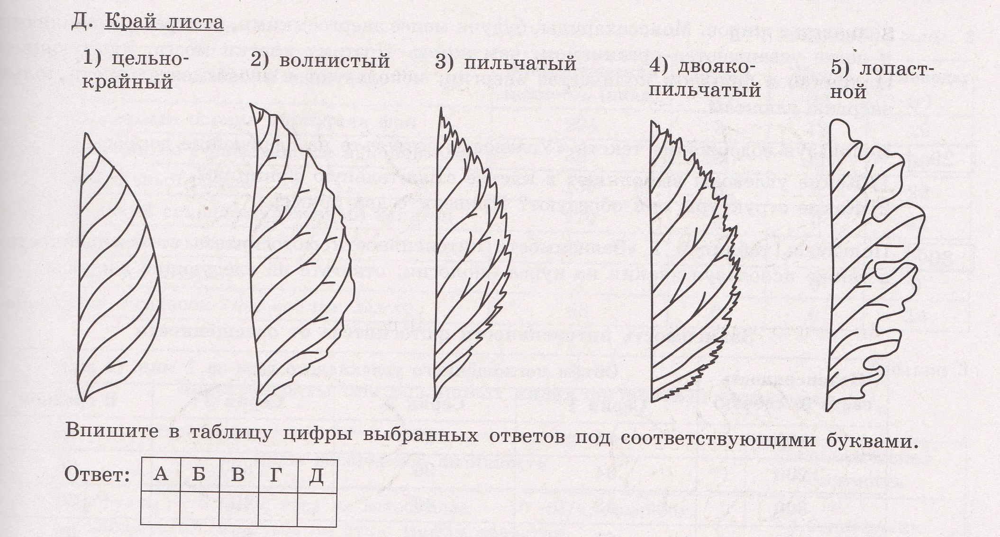 Д. Край листа
1) цельно-
крайный
2) волнистый
3) пильчатый
4) двояко-
пильчатый
5) лопаст-
ной
Впишите в таблицу цифры выбранных ответов под соответствующими буквами.
Ответ:
А Б В Г Д